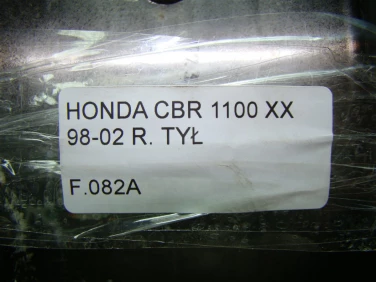 HONDA CBR 1100 XX
98-02 R. TYŁ
F.082A